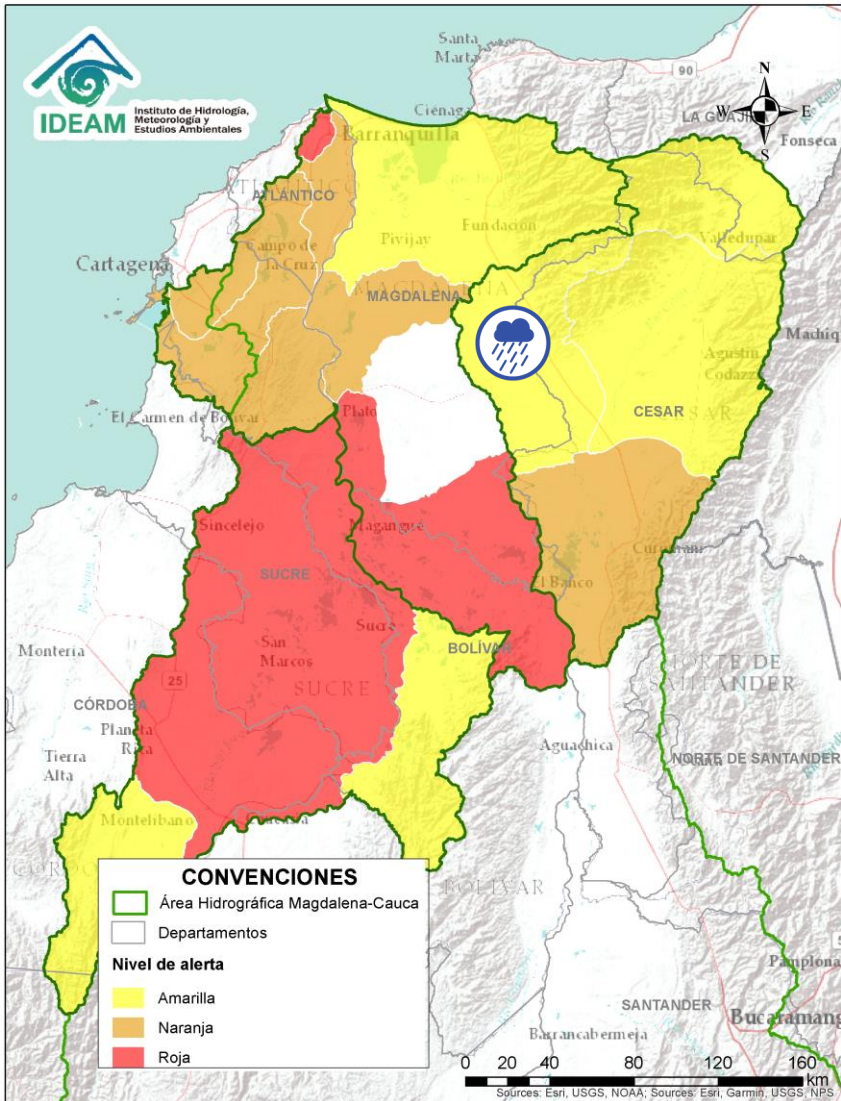 IDEAM
Instituto de Hidrología,
Meteorología y
Estudios Ambientales
Santa
Marta
90
N
W
E
S
LA GUAJI
Fonseca
Ciénaga
Barranquilla
ATLÁNTICO
Valledupar
Fundación
Pivijay
Campo de
la Cruz
Cartagena
MAGDALENA
Machiq
Agustín
Codazzi
CESAR
El Carmen de Bolívar
Plato
Sincelejo
Magangué
SUCRE
El Banco
Sucre
BOLÍVAR
San
Marcos
SUCRE
Montería
25
CÓRDOBA
Planeta
Rica
Tierra
Alta
NORTE DE
SANTANDER
Aguachica
NORTE DE SANTANDER
Montelíbano
BOLÍVAR
CONVENCIONES
Área Hidrográfica Magdalena-Cauca
Departamentos
Nivel de alerta
Amarilla
Naranja
Roja
Pamplona
SANTANDER
Bucaramang
Barrancabermeja
0 20 40 80 120 160
km
Sources: Esri, USGS, NOAA; Sources: Esri, Garmin, USGS, NPS